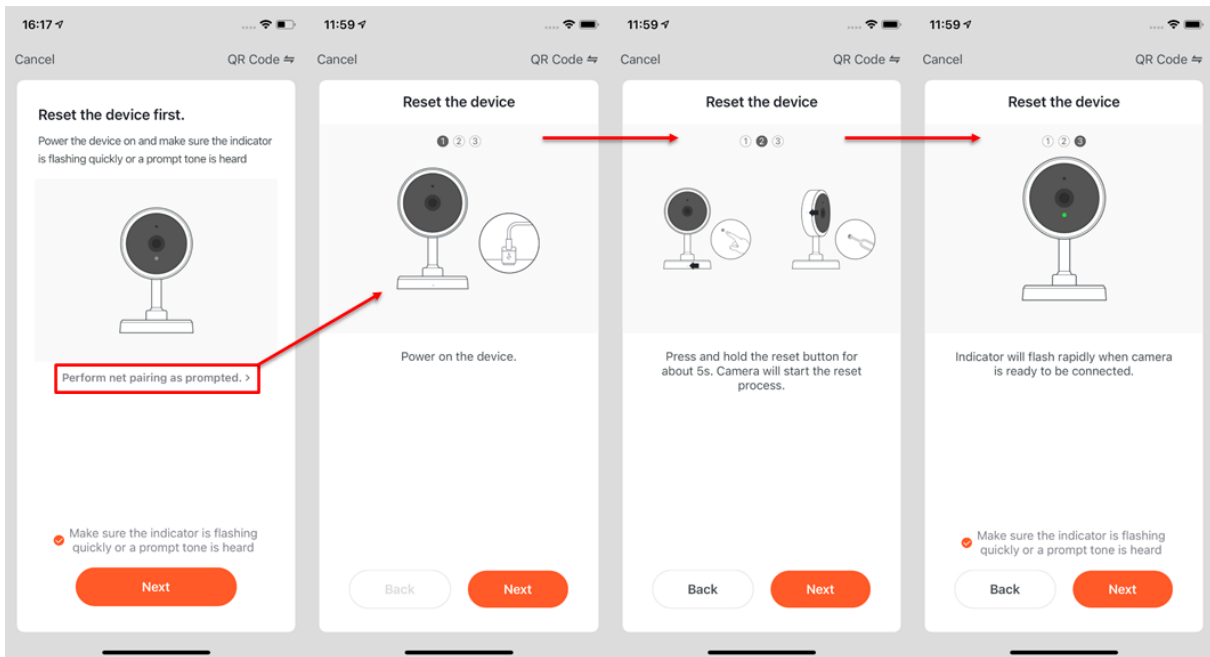 16:17
Cancel
QR Code
Reset the device first.
Power the device on and make sure the indicator
is flashing quickly or a prompt tone is heard
Perform net pairing as prompted. >
Make sure the indicator is flashing
quickly or a prompt tone is heard
Next
11:59
Cancel
QR Code
Reset the device
1 2 3
Power on the device.
Back
Next
11:59
Cancel
QR Code
Reset the device
1 2 3
Press and hold the reset button for
about 5s. Camera will start the reset
process.
Back
Next
11:59
Cancel
QR Code
Reset the device
1 2 3
Indicator will flash rapidly when camera
is ready to be connected.
Make sure the indicator is flashing
quickly or a prompt tone is heard
Back
Next